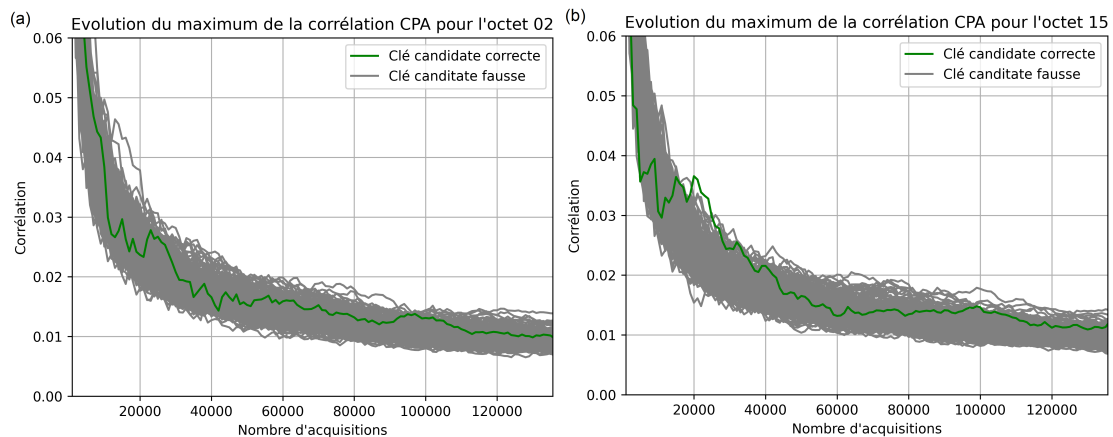 (a)
Evolution du maximum de la corrélation CPA pour l'octet 02
0.06
0.05
0.04
0.03
0.02
0.01
0.00
Corrélation
Clé candidate correcte
Clé canditate fausse
20000 40000 60000 80000 100000 120000
Nombre d'acquisitions
(b)
Evolution du maximum de la corrélation CPA pour l'octet 15
0.06
0.05
0.04
0.03
0.02
0.01
0.00
Corrélation
Clé candidate correcte
Clé canditate fausse
20000 40000 60000 80000 100000 120000
Nombre d'acquisitions